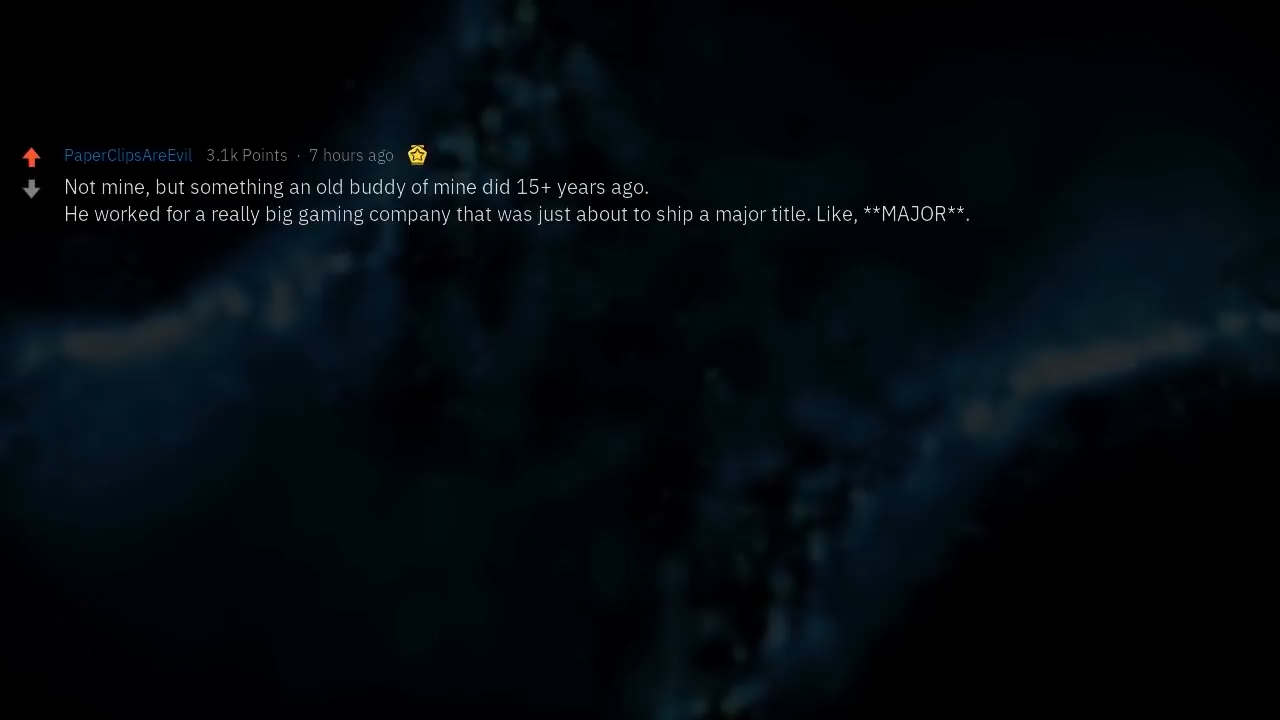 PaperClipsAreEvil 3.1k Points · 7 hours ago
Not mine, but something an old buddy of mine did 15+ years ago.
He worked for a really big gaming company that was just about to ship a major title. Like, **MAJOR**.